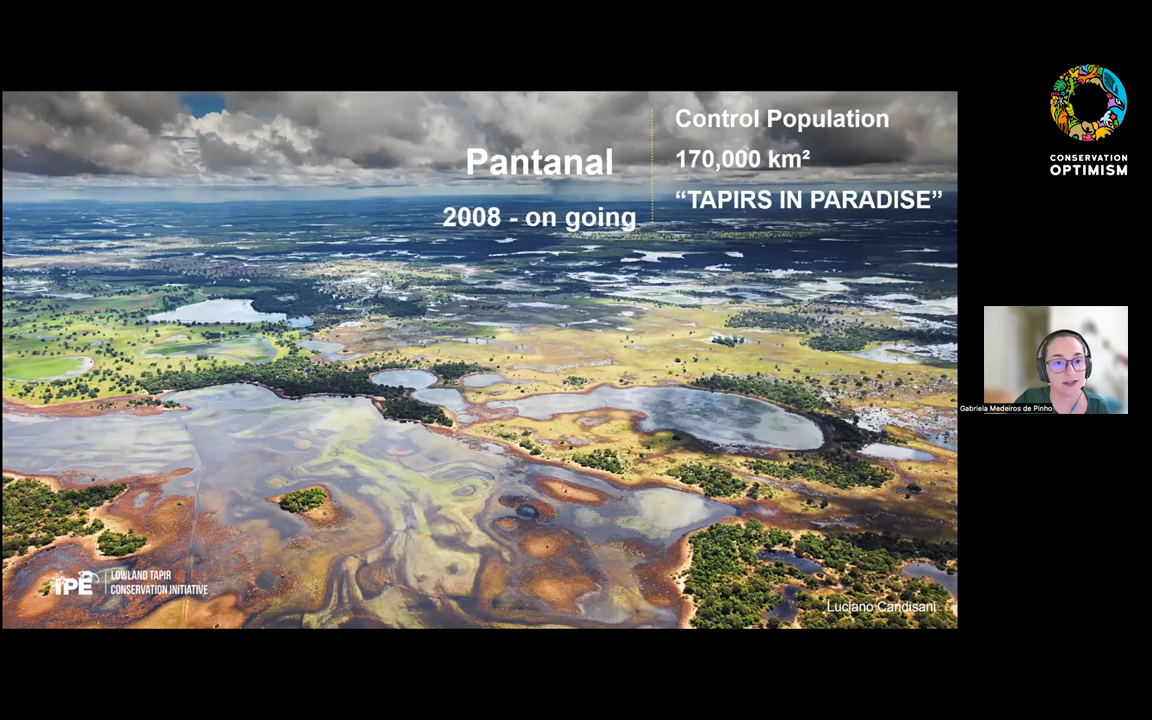 Pantanal
2008 - on going
Control Population
170,000 km²
“TAPIRS IN PARADISE”
CONSERVATION
OPTIMISM
Gabriela Medeiros de Pinho
iPÊ
LOWLAND TAPIR
CONSERVATION INITIATIVE
Luciano Candisani